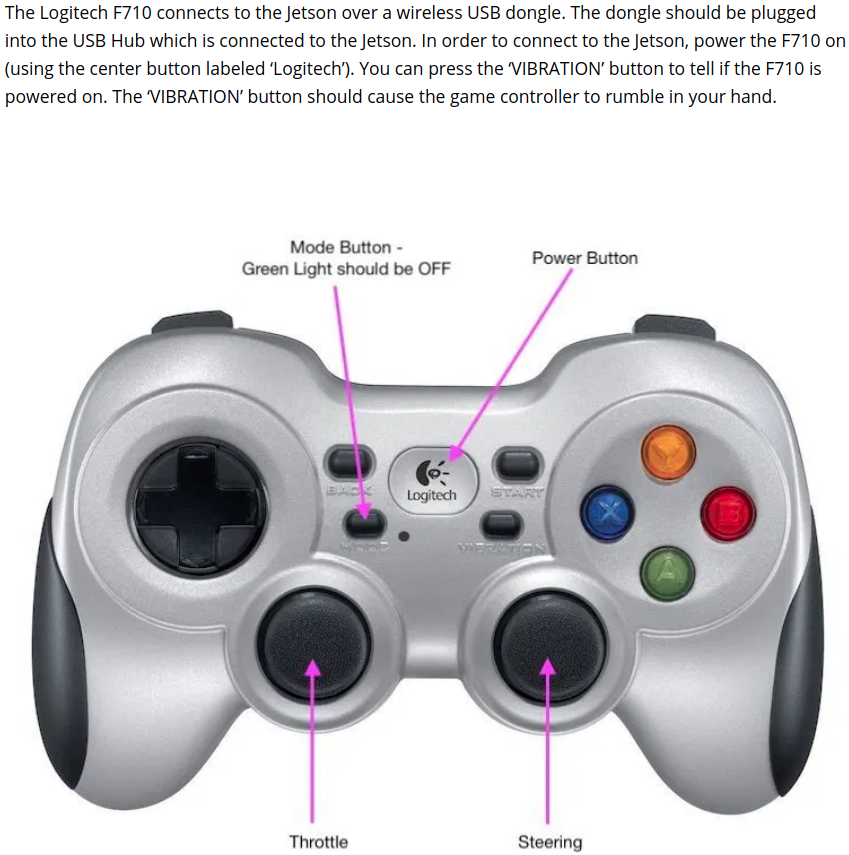 The Logitech F710 connects to the Jetson over a wireless USB dongle. The dongle should be plugged
into the USB Hub which is connected to the Jetson. In order to connect to the Jetson, power the F710 on
(using the center button labeled ‘Logitech’). You can press the ‘VIBRATION’ button to tell if the F710 is
powered on. The ‘VIBRATION’ button should cause the game controller to rumble in your hand.
Mode Button -
Green Light should be OFF
Power Button
BACK
Logitech
START
MODE
VIBRATION
Y
X
B
A
Throttle
Steering